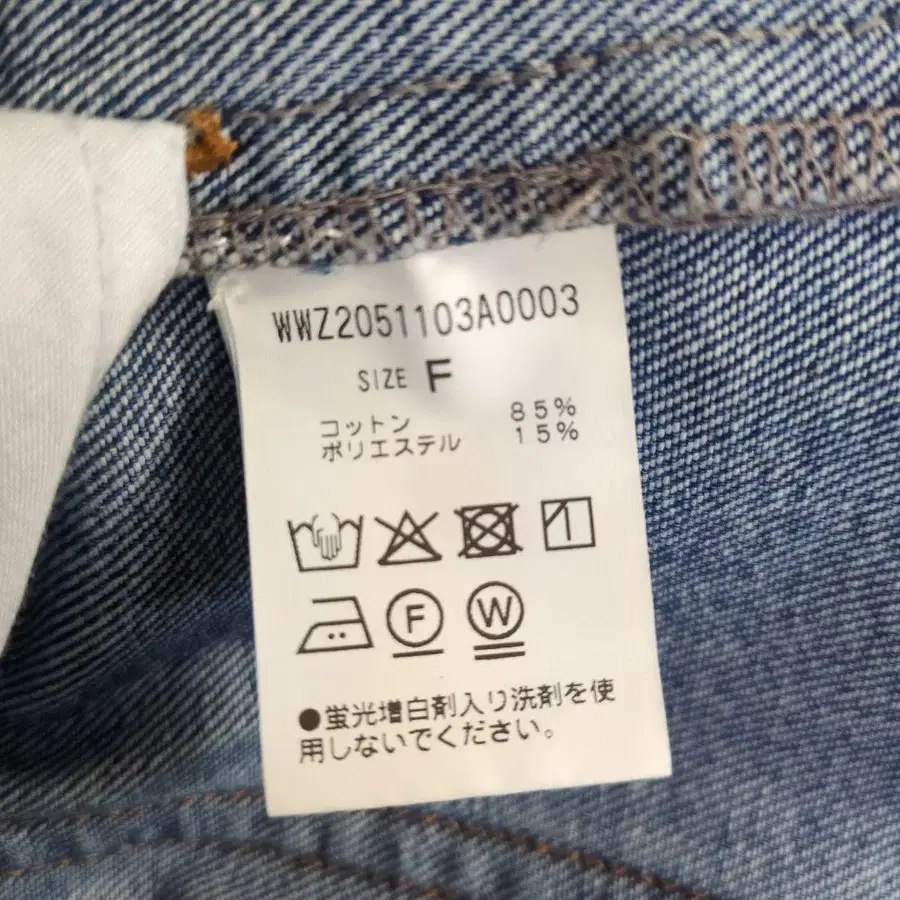 WWZ2051103A0003
SIZE F
コットン 85%
ポリエステル 15%
F W
●蛍光増白剤入り洗剤を使
用しないでください。